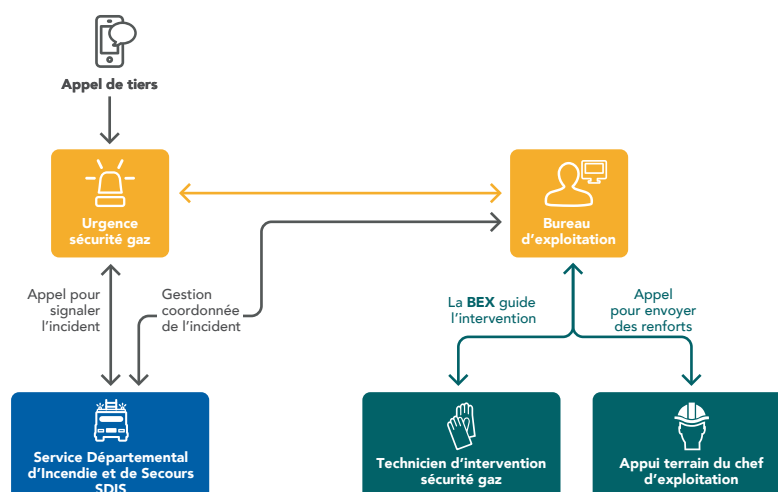 Appel de tiers
Urgence
sécurité gaz
Bureau
d'exploitation
Appel pour
signaler
l'incident
Gestion
coordonnée
de l'incident
La BEX guide
l'intervention
Appel
pour envoyer
des renforts
Service Départemental
d'Incendie et de Secours
SDIS
Technicien d'intervention
sécurité gaz
Appui terrain du chef
d'exploitation